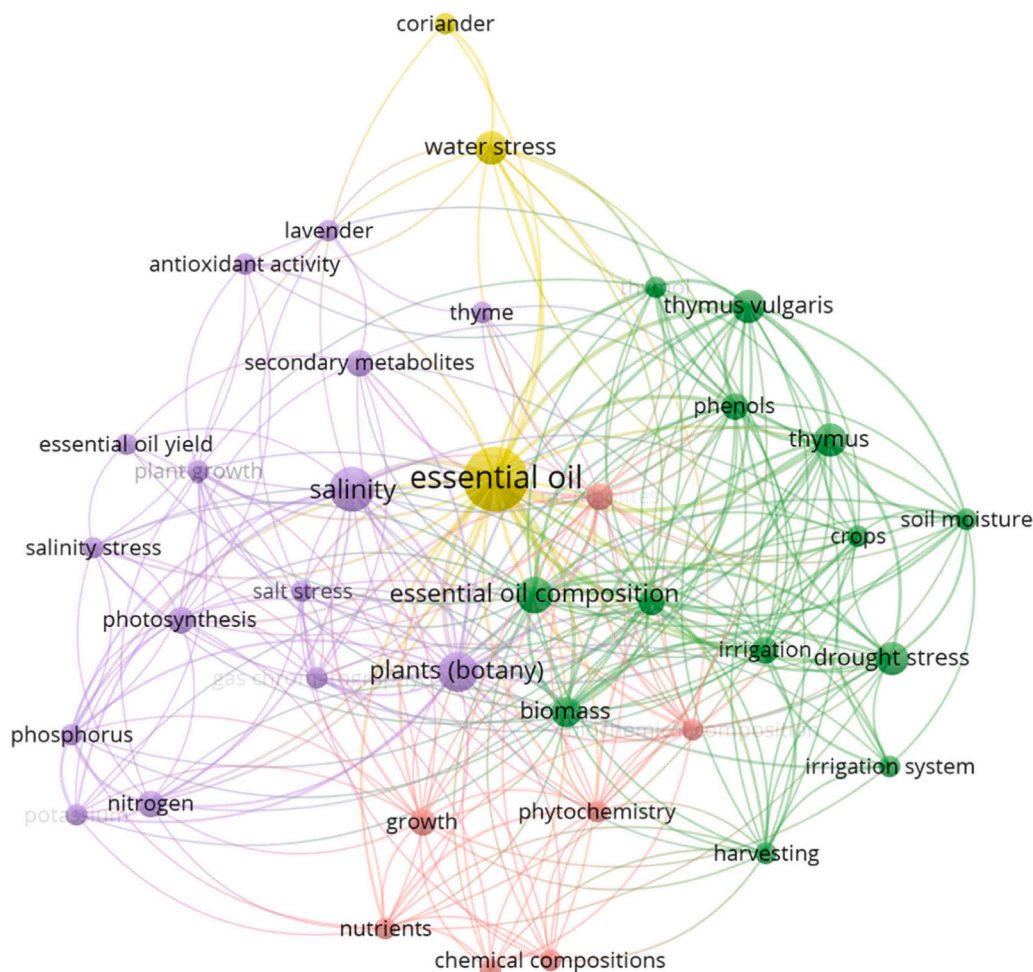 coriander
water stress
lavender
antioxidant activity
thyme
thymol
thymus vulgaris
secondary metabolites
phenols
thymus
essential oil yield
plant growth
essential oil
salinity
soil moisture
crops
salinity stress
salt stress
essential oil composition
photosynthesis
irrigation
drought stress
plants (botany)
biomass
phosphorus
irrigation system
potassium
nitrogen
growth
phytochemistry
harvesting
nutrients
chemical compositions